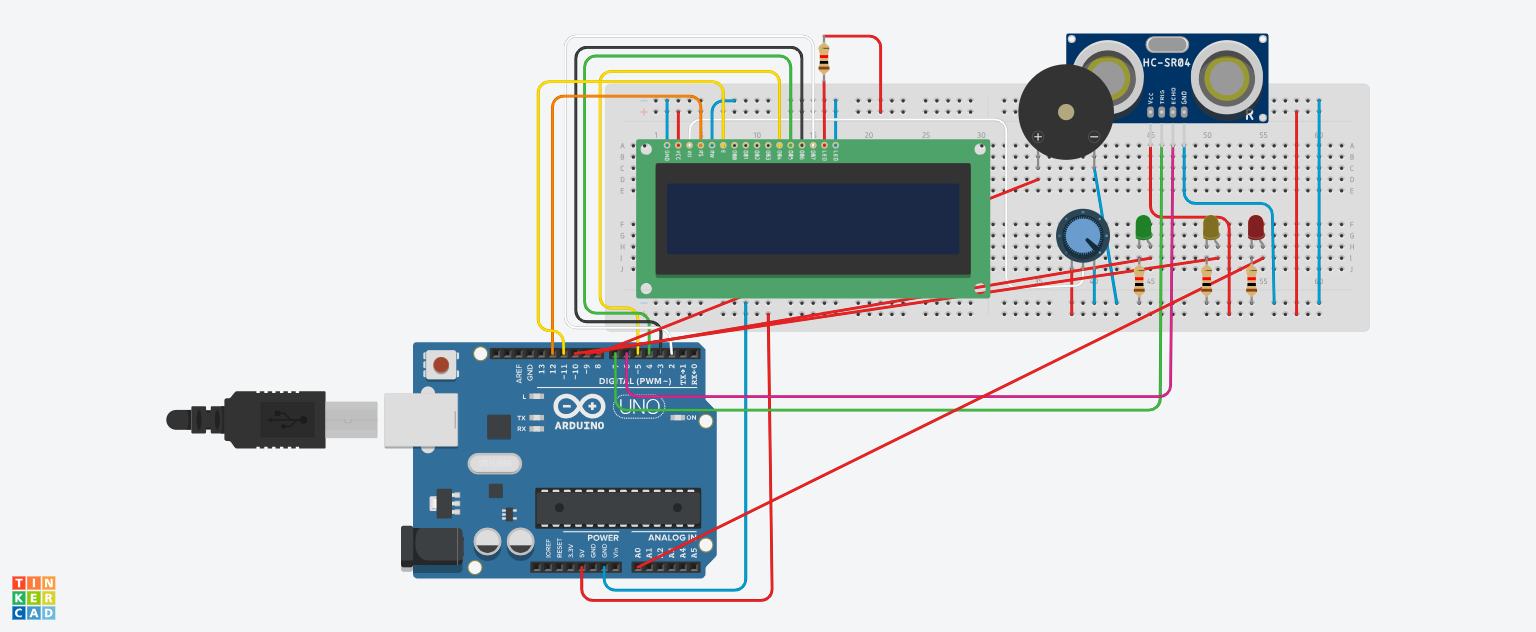 HC-SR04
Vcc TRIG ECHO GND
R
1 10 20 25 30 45 50 55 60
GND VCC RS RW E DB0 DB1 DB2 DB3 DB4 DB5 DB6 DB7 LED LED
A A
B B
C C
D D
E E
F F
G G
H H
I I
J J
45 55 60
AREF GND 13 12 ~11 ~10 ~9 8 ~5 4 ~3 2 TX→1 RX←0
DIGITAL (PWM~)
L
TX
RX
UNO
ARDUINO
ON
POWER
ANALOG IN
IOREF RESET 3.3V 5V GND GND Vin A0 A1 A2 A3 A4 A5
TIN
KER
CAD